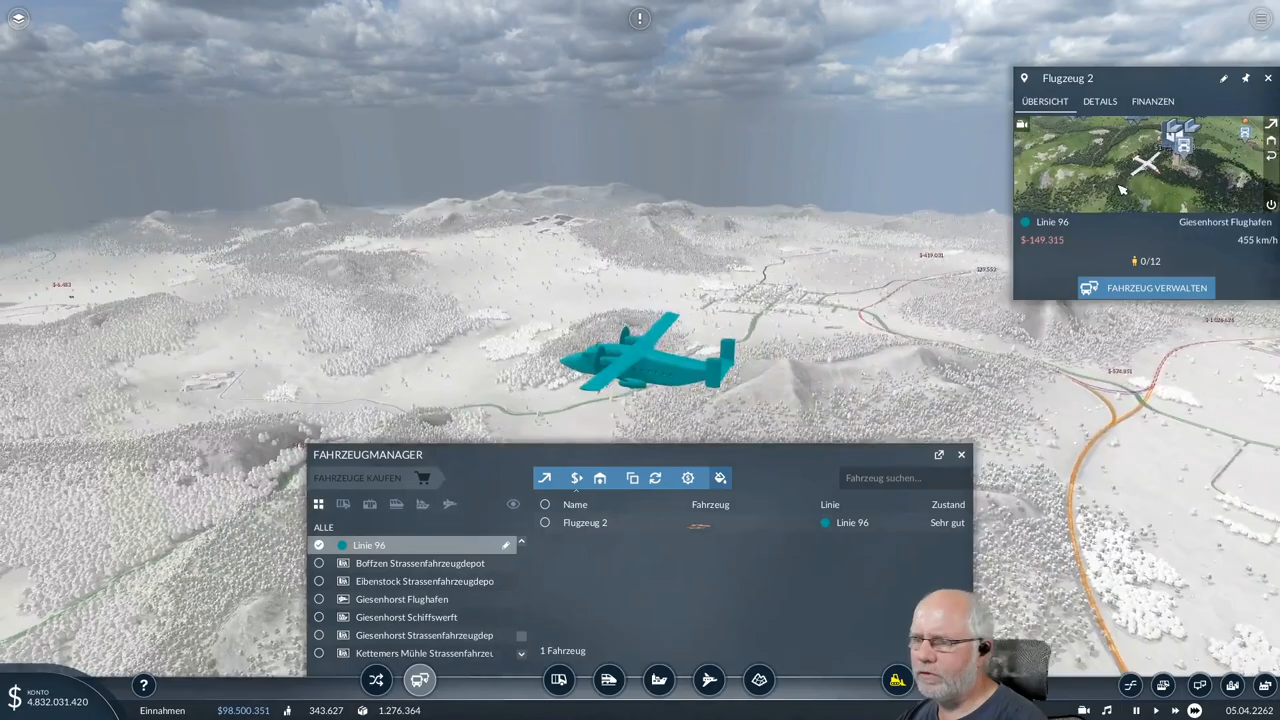 !
Flugzeug 2
ÜBERSICHT DETAILS FINANZEN
Linie 96 Giesenhorst Flughafen
$-149.315 455 km/h
0/12
FAHRZEUG VERWALTEN
$-419.031
FAHRZEUGMANAGER
FAHRZEUGE KAUFEN
Fahrzeug suchen...
Name Fahrzeug Linie Zustand
Flugzeug 2 Linie 96 Sehr gut
ALLE
Linie 96
Boffzen Strassenfahrzeugdepot
Eibenstock Strassenfahrzeugdepo
Giesenhorst Flughafen
Giesenhorst Schiffswerft
Giesenhorst Strassenfahrzeugdep
Kettemers Mühle Strassenfahrzeu
1 Fahrzeug
?
$ KONTO
4.832.031.420
Einnahmen $98.500.351 343.627 1.276.364
05.04.2262